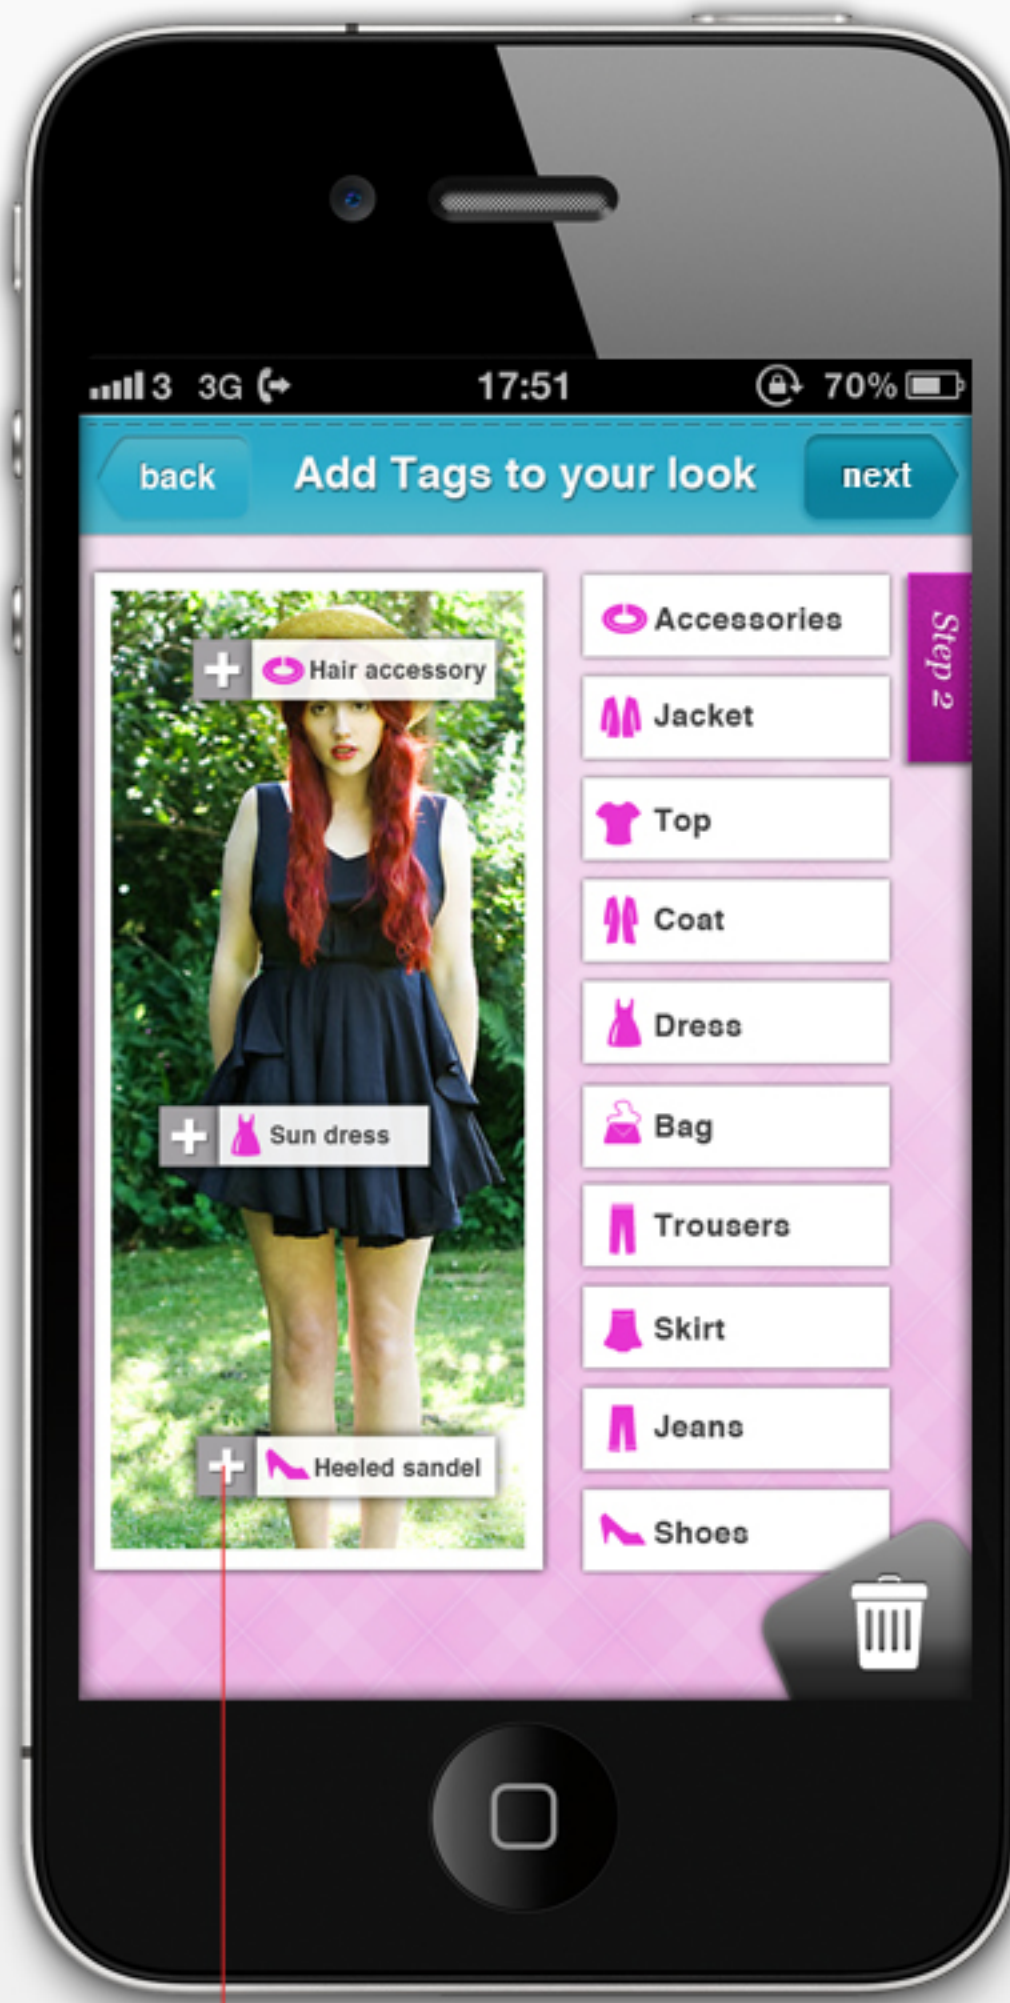 3 3G 17:51 70%
back Add Tags to your look next
Hair accessory
Sun dress
Heeled sandel
Accessories
Jacket
Top
Coat
Dress
Bag
Trousers
Skirt
Jeans
Shoes
Step 2